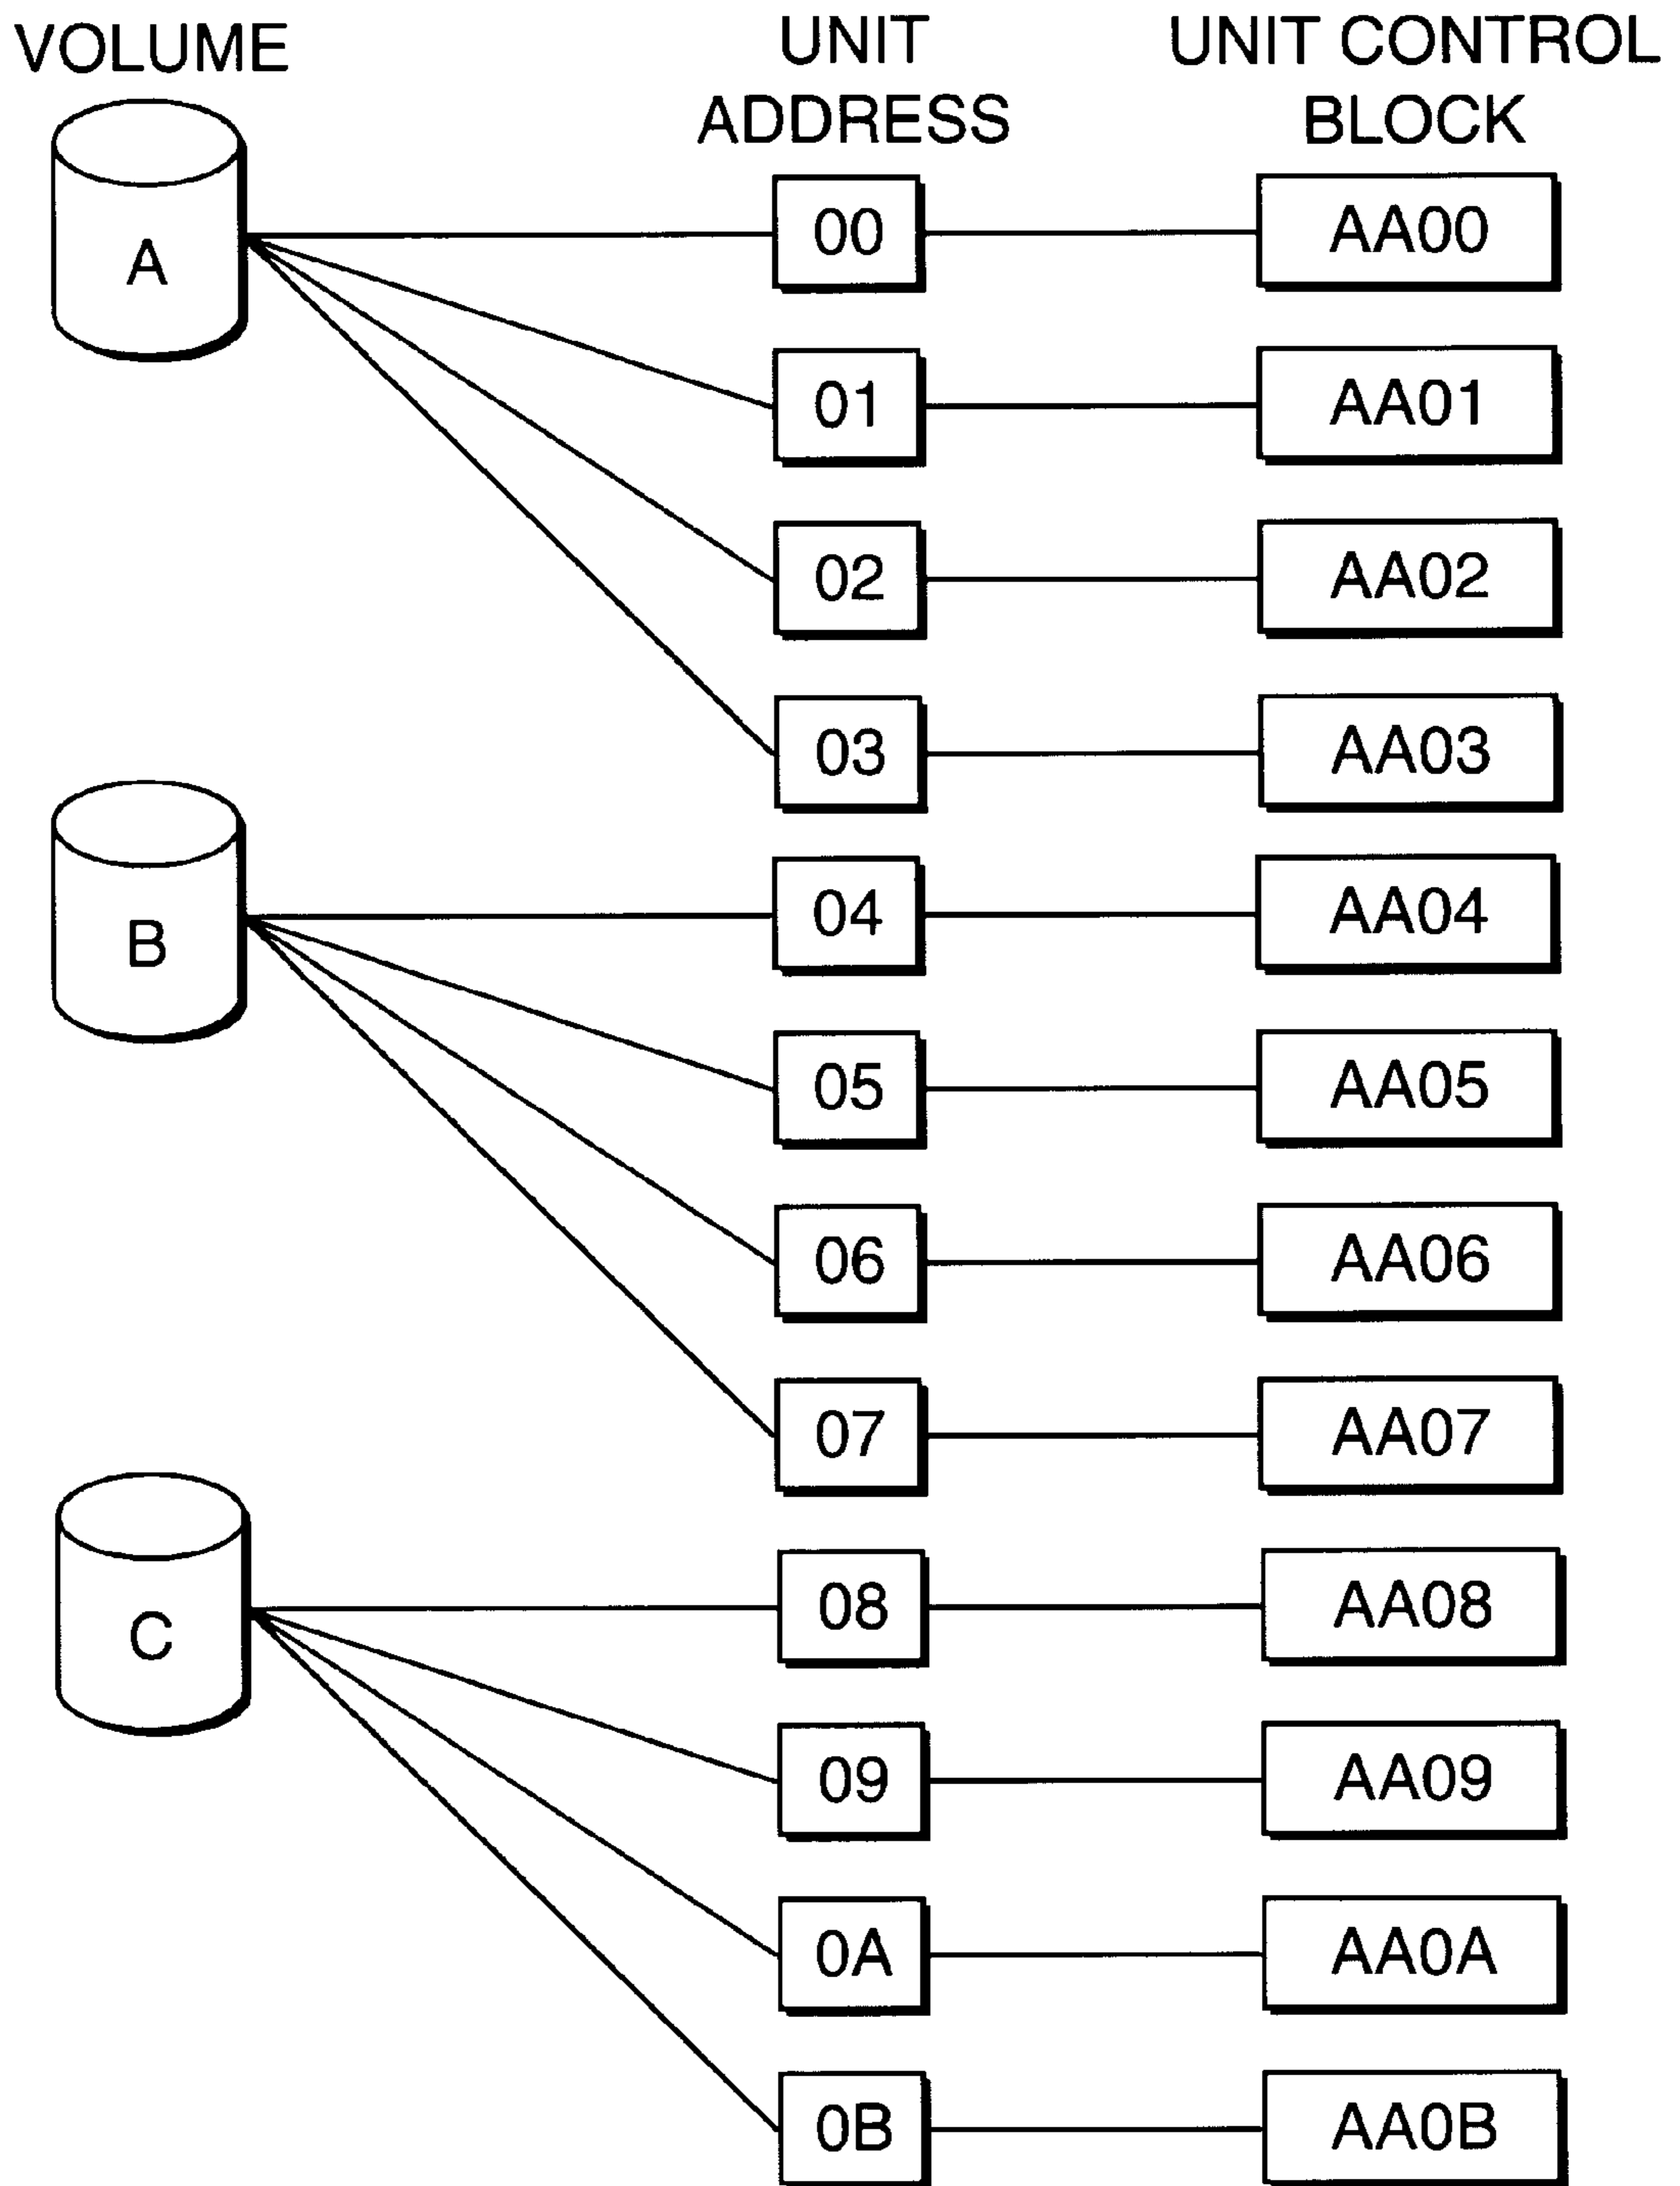 VOLUME
UNIT
ADDRESS
UNIT CONTROL
BLOCK
A
00
AA00
01
AA01
02
AA02
03
AA03
B
04
AA04
05
AA05
06
AA06
07
AA07
C
08
AA08
09
AA09
0A
AA0A
0B
AA0B